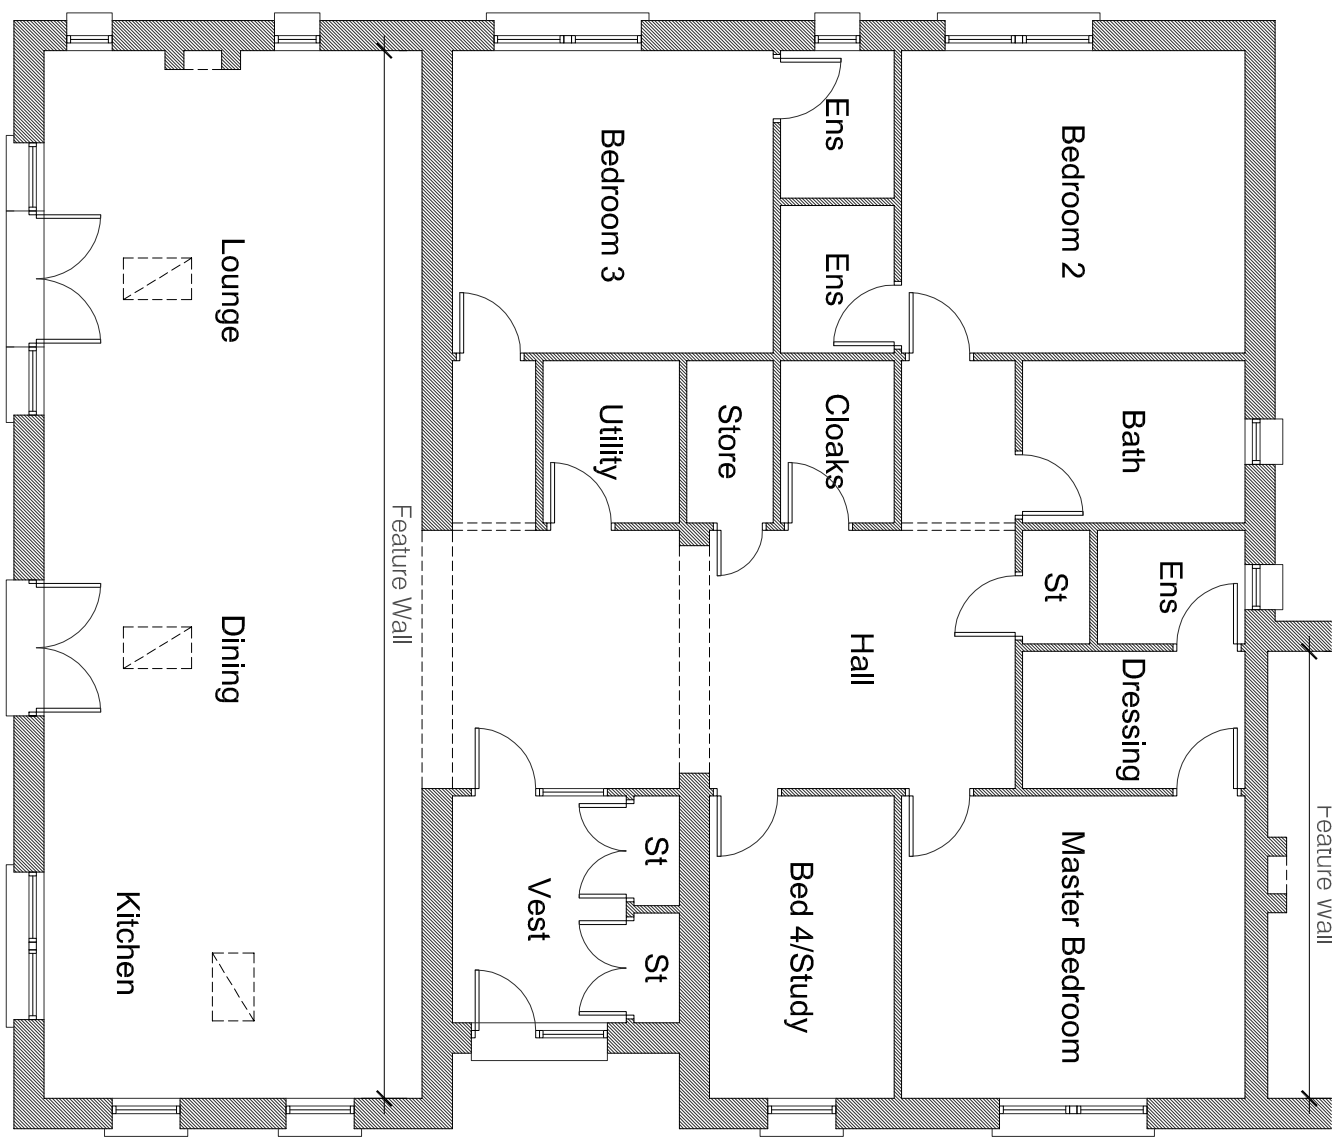 Ens
Bedroom 3
Bedroom 2
Lounge
Ens
Utility
Store
Cloaks
Bath
Feature Wall
Dining
Hall
St
Ens
Dressing
Vest
St
St
Bed 4/Study
Master Bedroom
Kitchen
Feature Wall